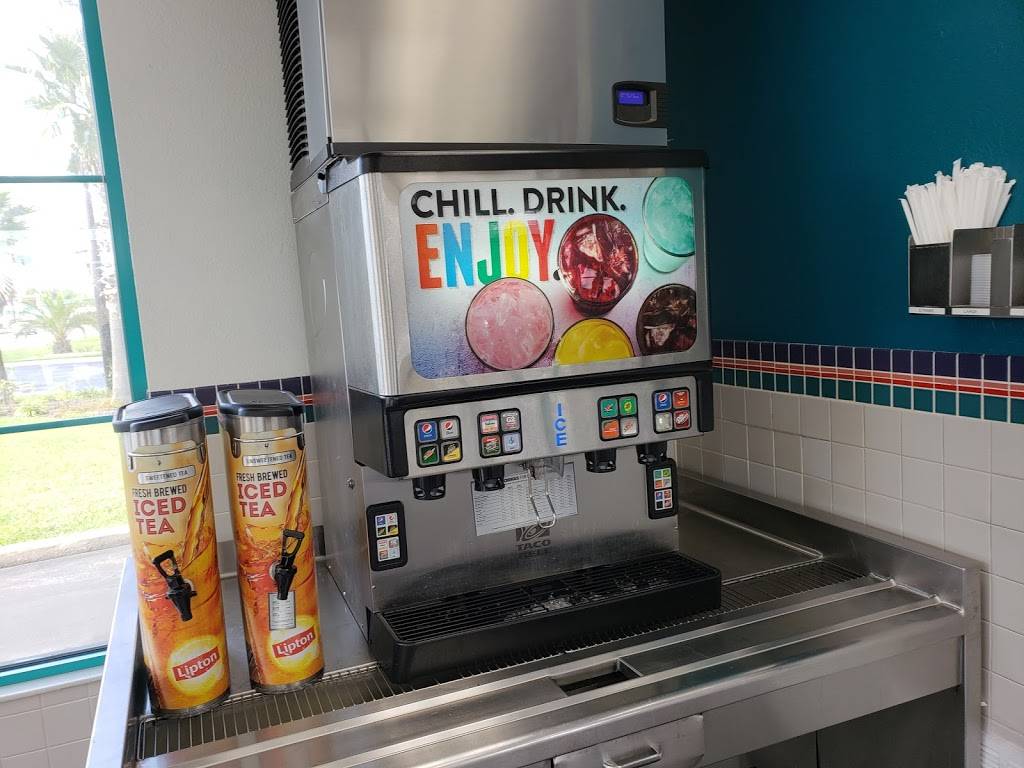 CHILL. DRINK.
ENJOY.
ICE
TACO
BELL
SWEETENED TEA
FRESH BREWED
ICED
TEA
Lipton
UNSWEETENED TEA
FRESH BREWED
ICED
TEA
Lipton